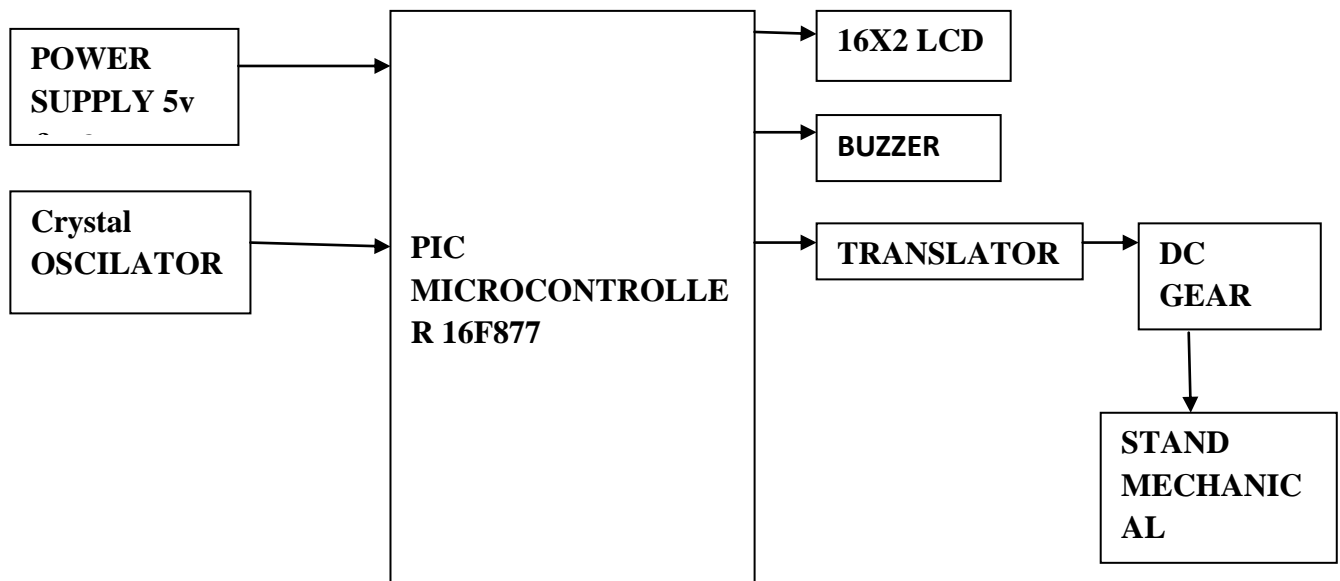 POWER
SUPPLY 5v
Crystal
OSCILATOR
PIC
MICROCONTROLLE
R 16F877
16X2 LCD
BUZZER
TRANSLATOR
DC
GEAR
STAND
MECHANIC
AL